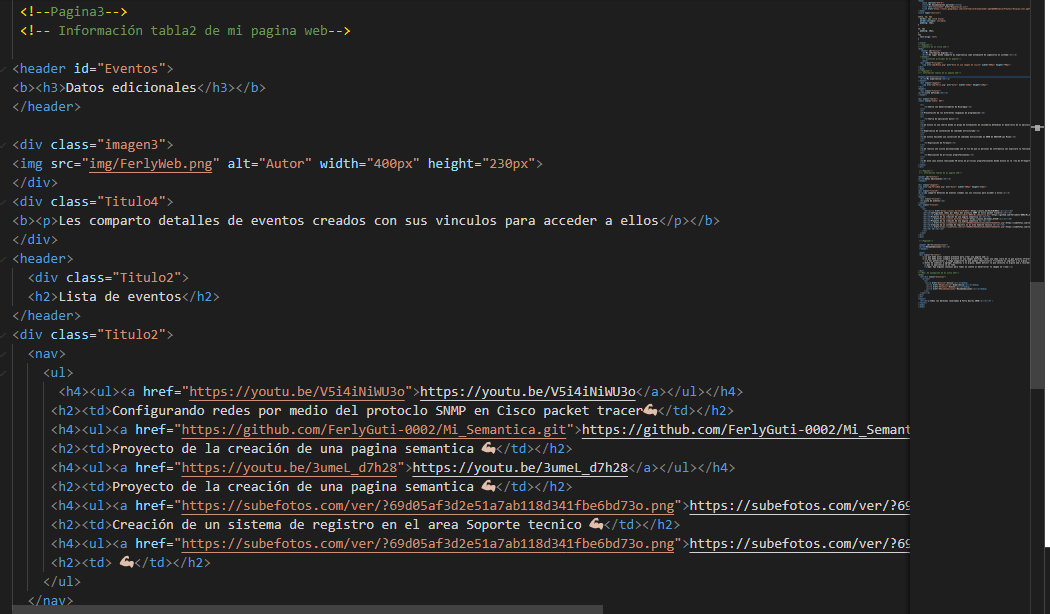 <!--Pagina3-->
<!-- Información tabla2 de mi pagina web-->
<header id="Eventos">
<b><h3>Datos edicionales</h3></b>
</header>
<div class="imagen3">
<img src="img/FerlyWeb.png" alt="Autor" width="400px" height="230px">
</div>
<div class="Titulo4">
<b><p>Les comparto detalles de eventos creados con sus vinculos para acceder a ellos</p></b>
</div>
<header>
<div class="Titulo2">
<h2>Lista de eventos</h2>
</header>
<div class="Titulo2">
<nav>
<ul>
<h4><ul><a href="https://youtu.be/V5i4iNiWU3o">https://youtu.be/V5i4iNiWU3o</a></ul></h4>
<h2><td>Configurando redes por medio del protoclo SNMP en Cisco packet tracer💪🏼</td></h2>
<h4><ul><a href="https://github.com/FerlyGuti-0002/Mi_Semantica.git">https://github.com/FerlyGuti-0002/Mi_Semant
<h2><td>Proyecto de la creación de una pagina semantica 💪🏼</td></h2>
<h4><ul><a href="https://youtu.be/3umeL_d7h28">https://youtu.be/3umeL_d7h28</a></ul></h4>
<h2><td>Proyecto de la creación de una pagina semantica 💪🏼</td></h2>
<h4><ul><a href="https://subefotos.com/ver/?69d05af3d2e51a7ab118d341fbe6bd73o.png">https://subefotos.com/ver/?69
<h2><td>Creación de un sistema de registro en el area Soporte tecnico 💪🏼</td></h2>
<h4><ul><a href="https://subefotos.com/ver/?69d05af3d2e51a7ab118d341fbe6bd73o.png">https://subefotos.com/ver/?69
<h2><td> 💪🏼</td></h2>
</ul>
</nav>